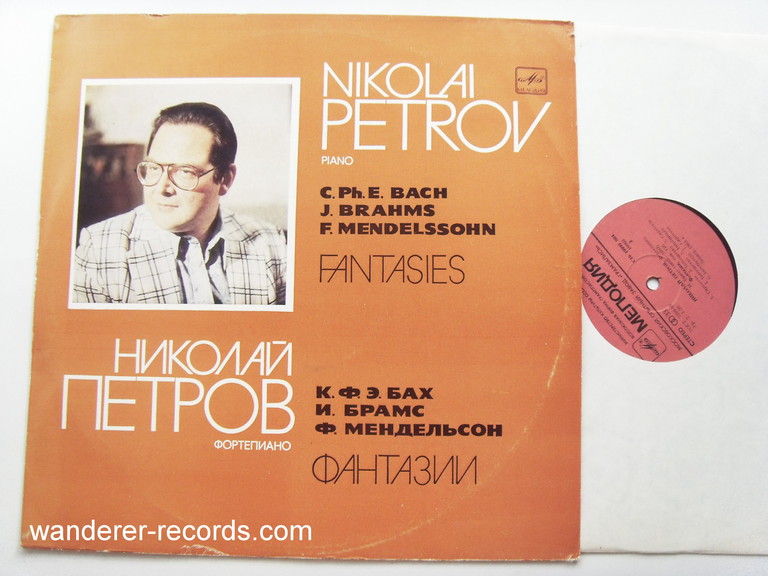 NIKOLAI
PETROV
PIANO
C. Ph. E. BACH
J. BRAHMS
F. MENDELSSOHN
FANTASIES
НИКОЛАЙ
ПЕТРОВ
ФОРТЕПИАНО
К. Ф. Э. БАХ
И. БРАМС
Ф. МЕНДЕЛЬСОН
ФАНТАЗИИ
МЕЛОДИЯ
СТЕРЕО
wanderer-records.com